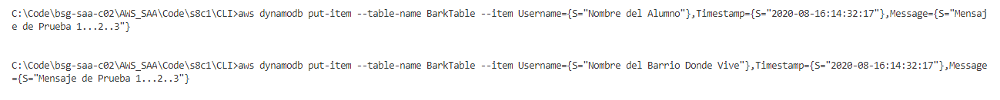 C:\Code\bsg-saa-c02\AWS_SAA\Code\s8c1\CLI>aws dynamodb put-item --table-name BarkTable --item Username={S="Nombre del Alumno"},Timestamp={S="2020-08-16:14:32:17"},Message={S="Mensaj
e de Prueba 1...2..3"}
C:\Code\bsg-saa-c02\AWS_SAA\Code\s8c1\CLI>aws dynamodb put-item --table-name BarkTable --item Username={S="Nombre del Barrio Donde Vive"},Timestamp={S="2020-08-16:14:32:17"},Message
={S="Mensaje de Prueba 1...2..3"}